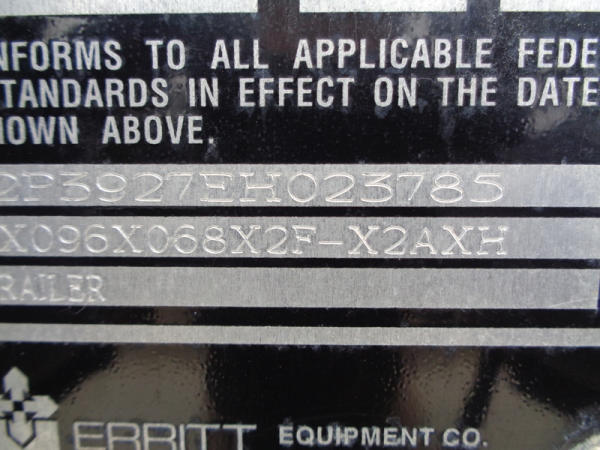 NFORMS TO ALL APPLICABLE FEDE
STANDARDS IN EFFECT ON THE DATE
HOWN ABOVE.
2P3927EH023785
X096X068X2F-X2AXH
RAILER
ERRITT EQUIPMENT CO.